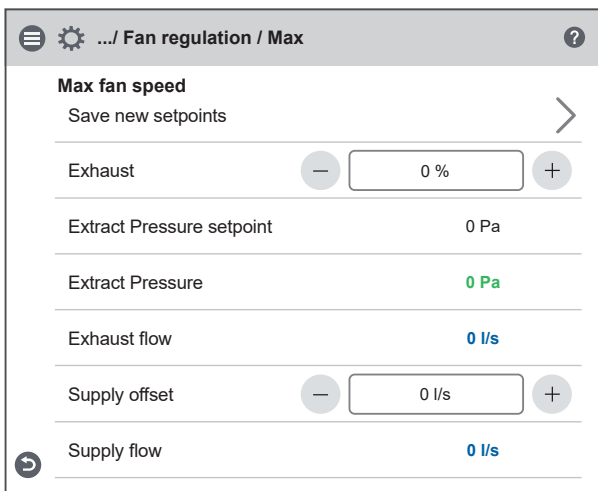 .../ Fan regulation / Max ?
Max fan speed
Save new setpoints
Exhaust − 0 % +
Extract Pressure setpoint 0 Pa
Extract Pressure 0 Pa
Exhaust flow 0 l/s
Supply offset − 0 l/s +
Supply flow 0 l/s